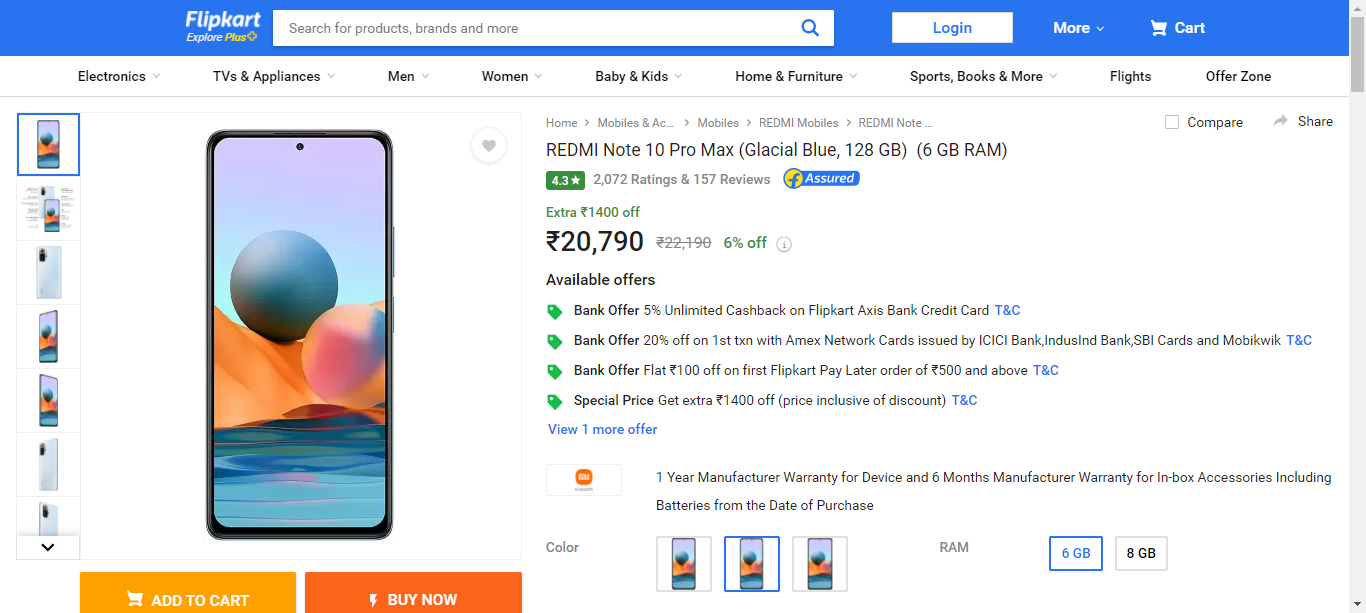 Flipkart
Explore Plus
Search for products, brands and more
Login
More
Cart
Electronics
TVs & Appliances
Men
Women
Baby & Kids
Home & Furniture
Sports, Books & More
Flights
Offer Zone
Home
Mobiles & Ac...
Mobiles
REDMI Mobiles
REDMI Note ...
Compare
Share
REDMI Note 10 Pro Max (Glacial Blue, 128 GB) (6 GB RAM)
4.3★ 2,072 Ratings & 157 Reviews Assured
Extra ₹1400 off
₹20,790 ₹22,190 6% off
Available offers
Bank Offer 5% Unlimited Cashback on Flipkart Axis Bank Credit Card T&C
Bank Offer 20% off on 1st txn with Amex Network Cards issued by ICICI Bank,IndusInd Bank,SBI Cards and Mobikwik T&C
Bank Offer Flat ₹100 off on first Flipkart Pay Later order of ₹500 and above T&C
Special Price Get extra ₹1400 off (price inclusive of discount) T&C
View 1 more offer
1 Year Manufacturer Warranty for Device and 6 Months Manufacturer Warranty for In-box Accessories Including
Batteries from the Date of Purchase
Color
RAM
6 GB
8 GB
ADD TO CART
BUY NOW